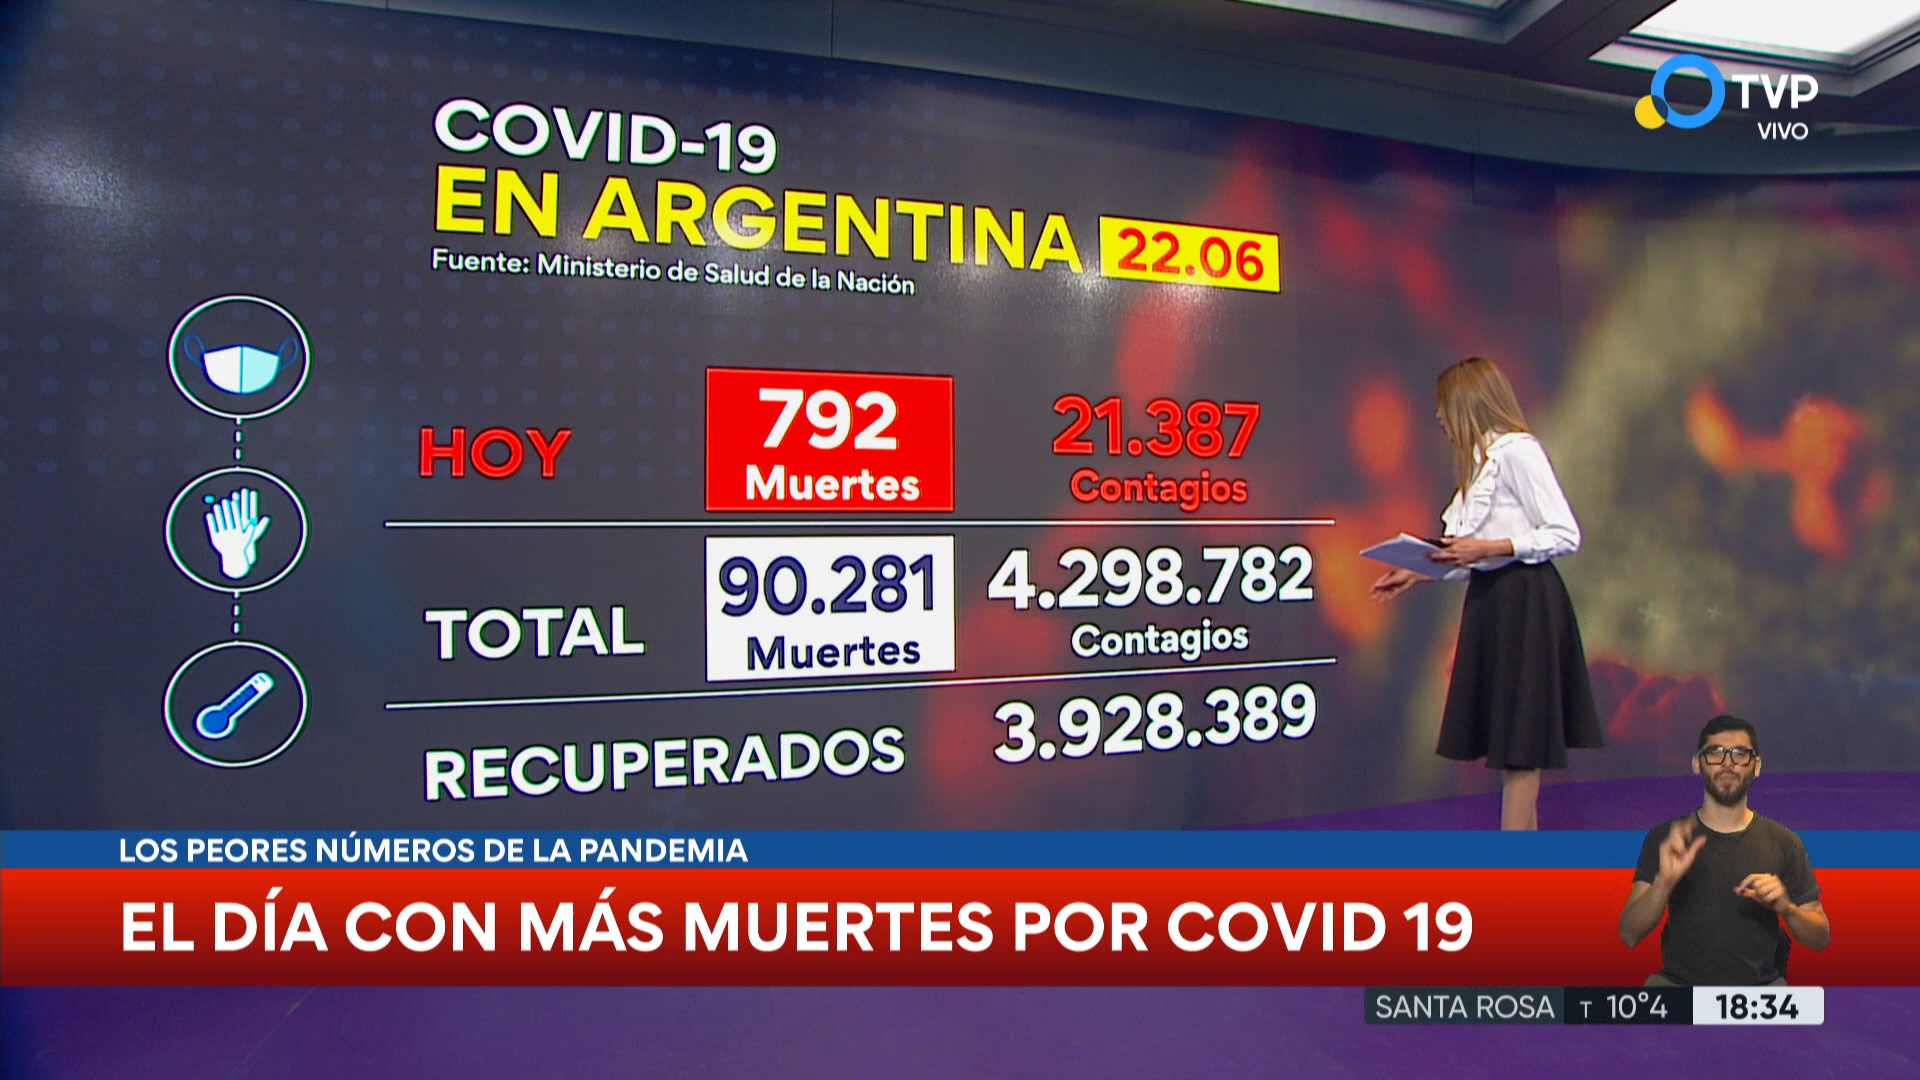 TVP
VIVO
COVID-19
EN ARGENTINA 22.06
Fuente: Ministerio de Salud de la Nación
HOY
792
Muertes
21.387
Contagios
TOTAL
90.281
Muertes
4.298.782
Contagios
RECUPERADOS
3.928.389
LOS PEORES NÚMEROS DE LA PANDEMIA
EL DÍA CON MÁS MUERTES POR COVID 19
SANTA ROSA T 10°4 18:34